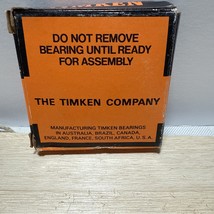 TIMKEN
DO NOT REMOVE
BEARING UNTIL READY
FOR ASSEMBLY
THE TIMKEN COMPANY
MANUFACTURING TIMKEN BEARINGS
IN AUSTRALIA, BRAZIL, CANADA,
ENGLAND, FRANCE, SOUTH AFRICA, U.S.A.